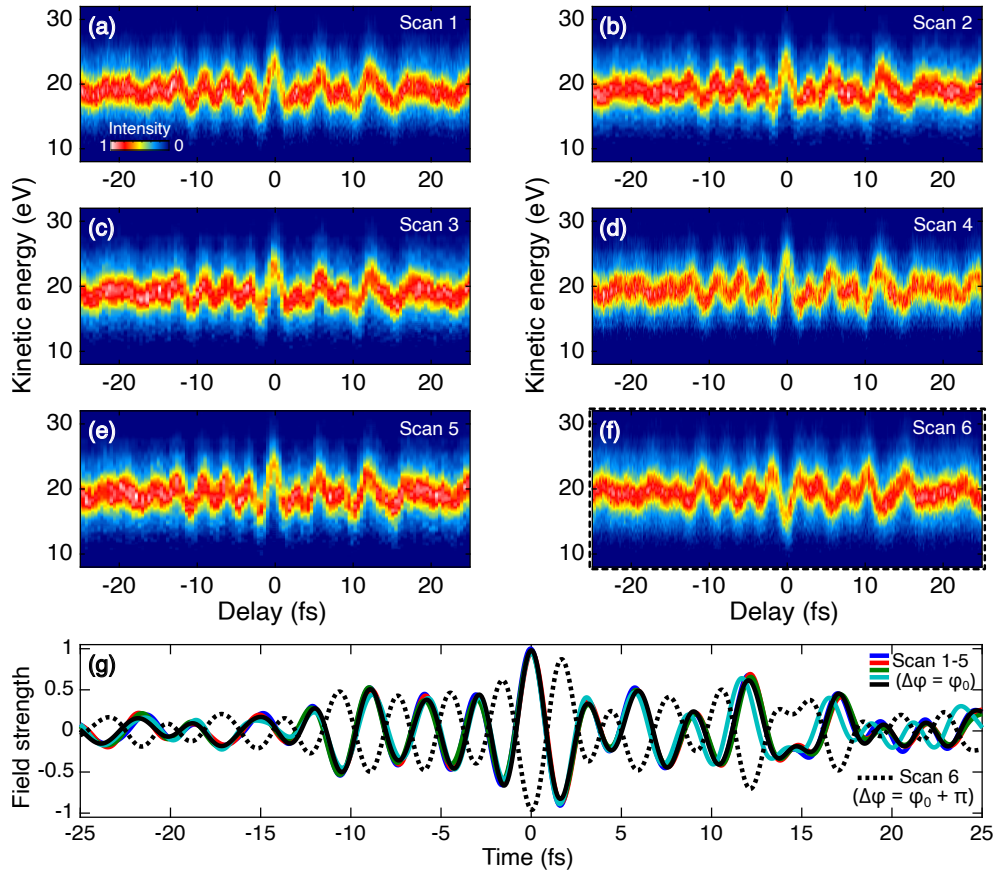 (a) Scan 1
30
20
10
Intensity
1 0
-20 -10 0 10 20
(b) Scan 2
30
20
10
-20 -10 0 10 20
Kinetic energy (eV)
Kinetic energy (eV)
(c) Scan 3
30
20
10
-20 -10 0 10 20
(d) Scan 4
30
20
10
-20 -10 0 10 20
(e) Scan 5
30
20
10
-20 -10 0 10 20
Delay (fs)
(f) Scan 6
30
20
10
-20 -10 0 10 20
Delay (fs)
(g)
Field strength
1
0.5
0
-0.5
-1
Scan 1-5
(Δφ = φ₀)
Scan 6
(Δφ = φ₀ + π)
-25 -20 -15 -10 -5 0 5 10 15 20 25
Time (fs)